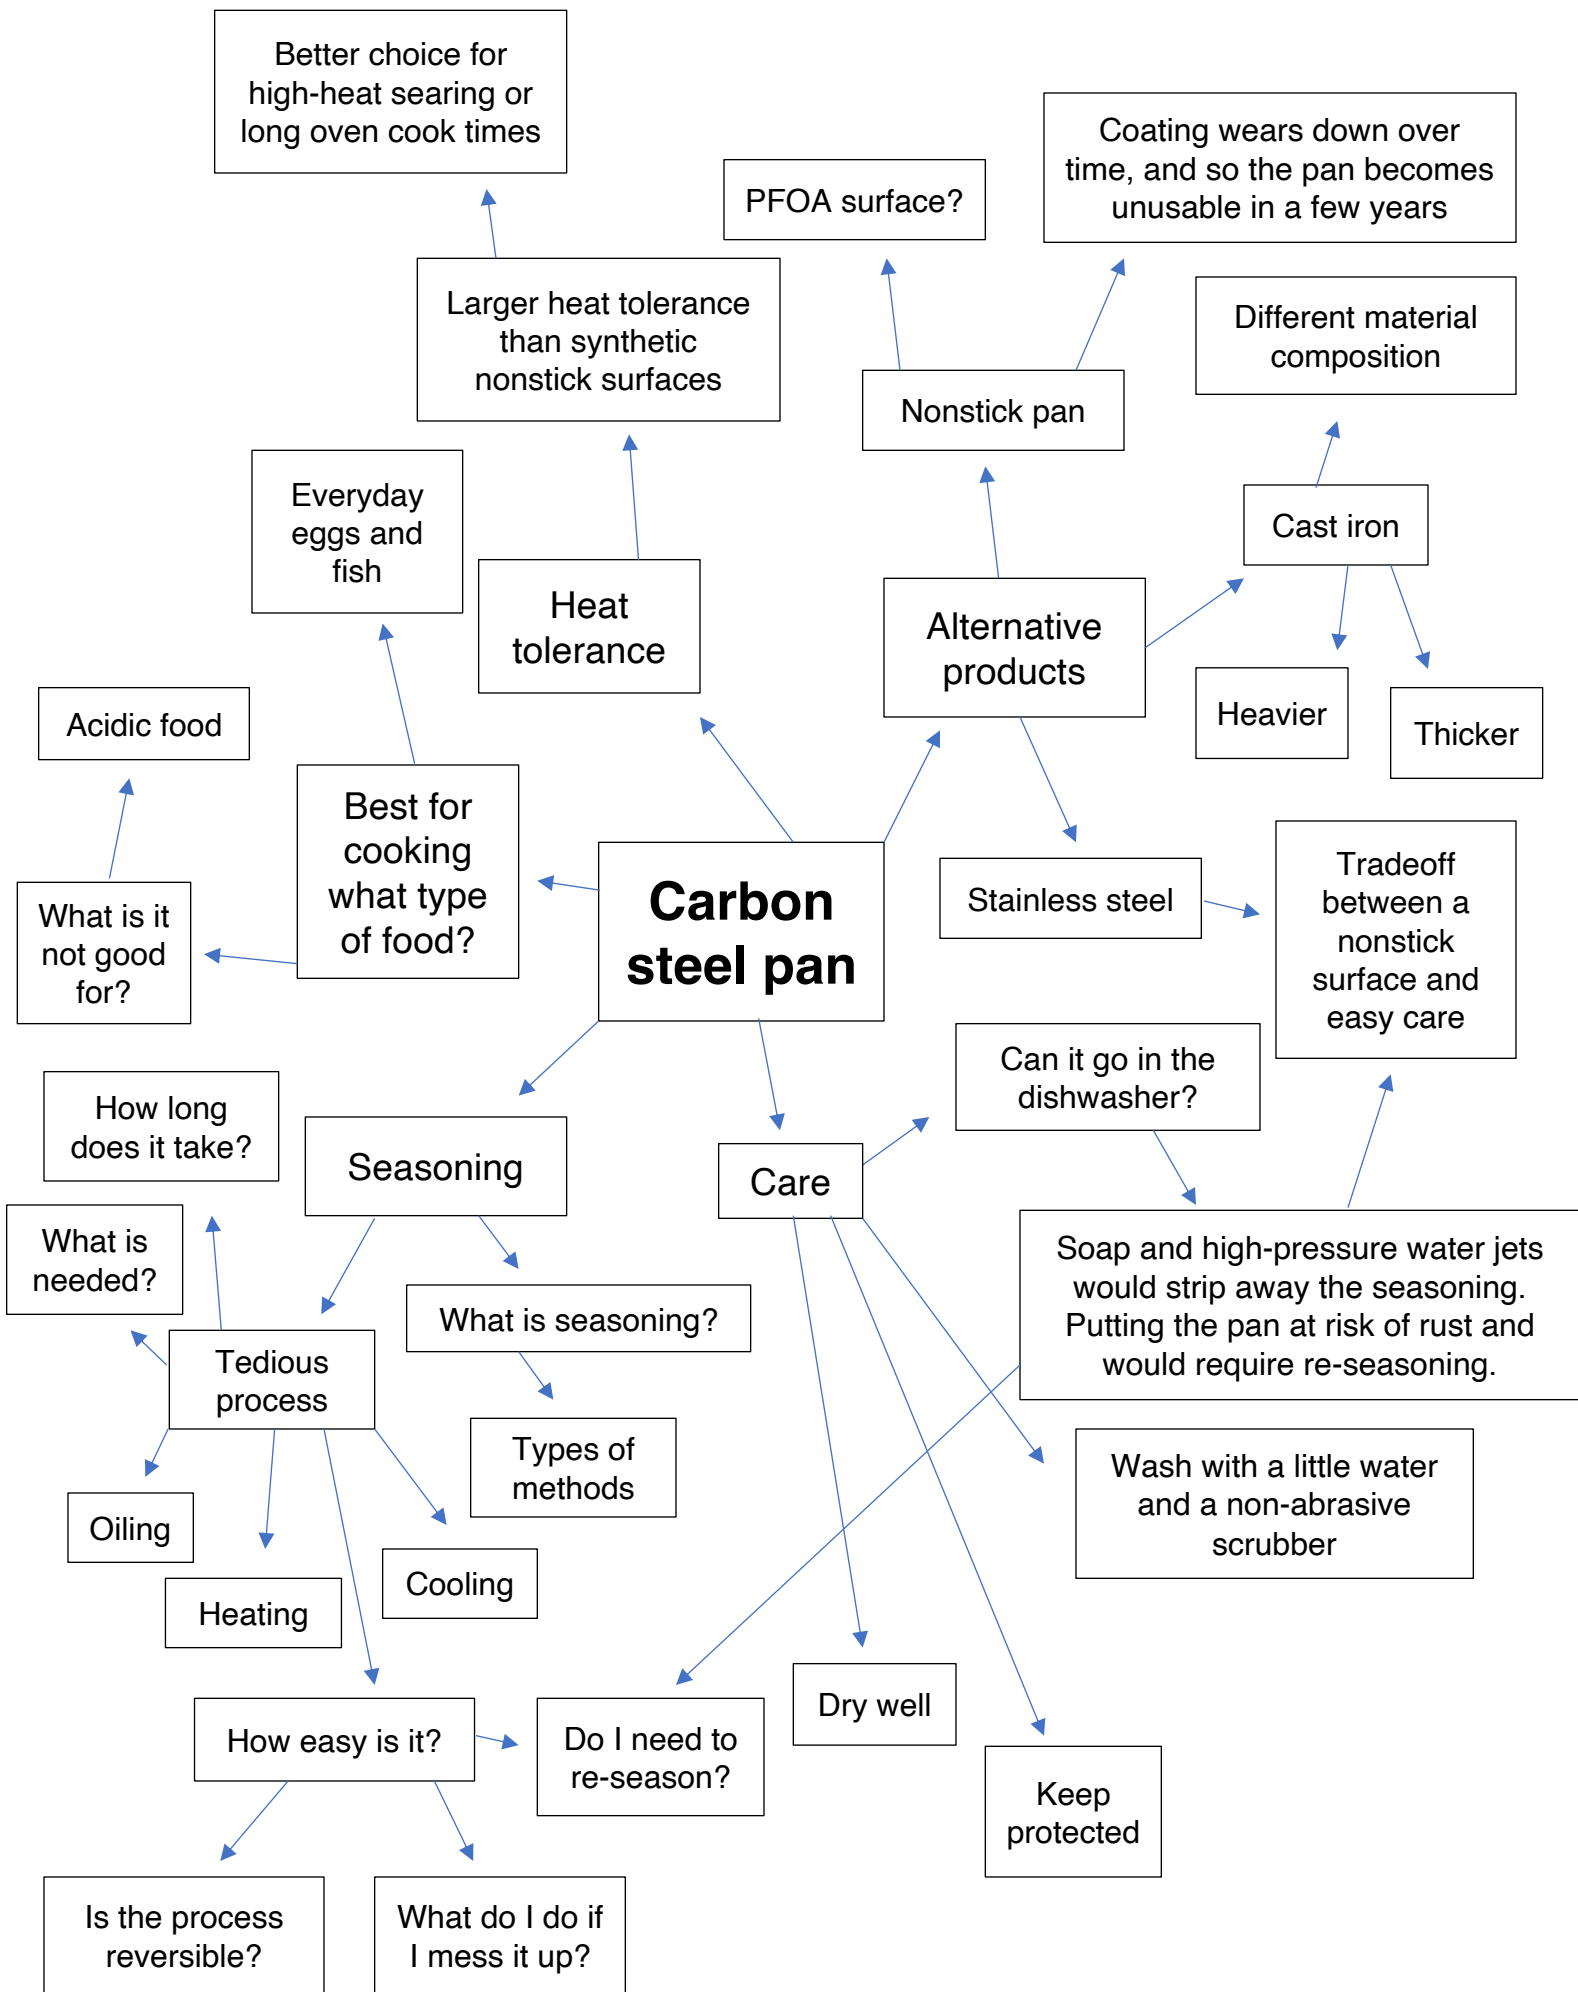 Better choice for
high-heat searing or
long oven cook times
Coating wears down over
time, and so the pan becomes
unusable in a few years
PFOA surface?
Larger heat tolerance
than synthetic
nonstick surfaces
Different material
composition
Nonstick pan
Everyday
eggs and
fish
Cast iron
Heat
tolerance
Alternative
products
Heavier
Thicker
Acidic food
Best for
cooking
what type
of food?
Carbon
steel pan
Stainless steel
Tradeoff
between a
nonstick
surface and
easy care
What is it
not good
for?
Can it go in the
dishwasher?
How long
does it take?
Seasoning
Care
What is
needed?
Soap and high-pressure water jets
would strip away the seasoning.
Putting the pan at risk of rust and
would require re-seasoning.
What is seasoning?
Tedious
process
Types of
methods
Wash with a little water
and a non-abrasive
scrubber
Oiling
Heating
Cooling
Dry well
How easy is it?
Do I need to
re-season?
Keep
protected
Is the process
reversible?
What do I do if
I mess it up?